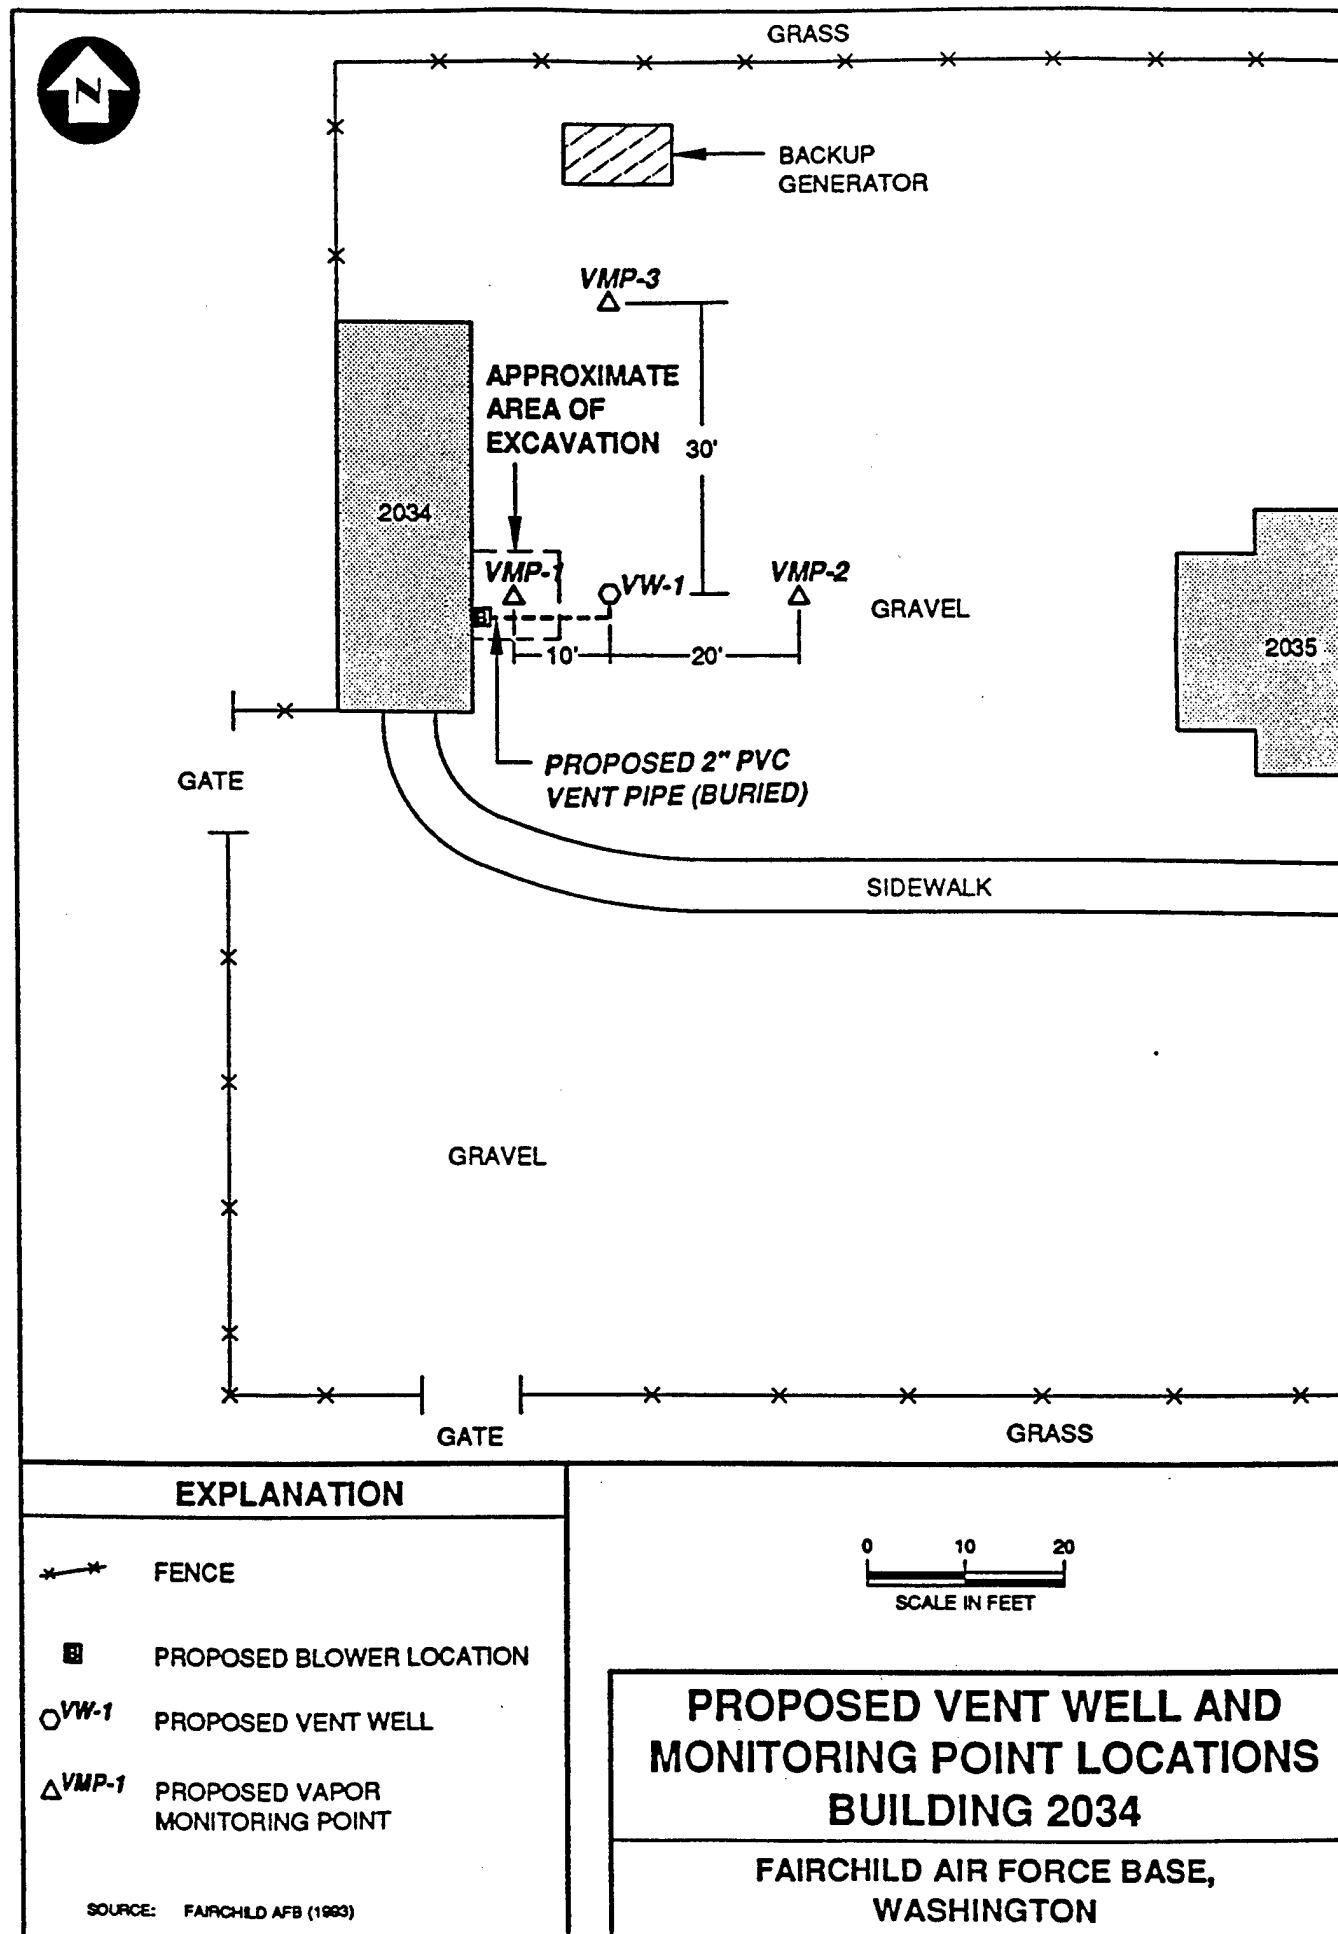 GRASS
N
BACKUP
GENERATOR
VMP-3
APPROXIMATE
AREA OF
EXCAVATION
30'
2034
VMP-1
VW-1
VMP-2
GRAVEL
B
10'
20'
2035
PROPOSED 2" PVC
VENT PIPE (BURIED)
GATE
SIDEWALK
GRAVEL
GATE
GRASS
EXPLANATION
FENCE
B PROPOSED BLOWER LOCATION
VW-1 PROPOSED VENT WELL
VMP-1 PROPOSED VAPOR
MONITORING POINT
SOURCE: FAIRCHILD AFB (1993)
0 10 20
SCALE IN FEET
PROPOSED VENT WELL AND
MONITORING POINT LOCATIONS
BUILDING 2034
FAIRCHILD AIR FORCE BASE,
WASHINGTON